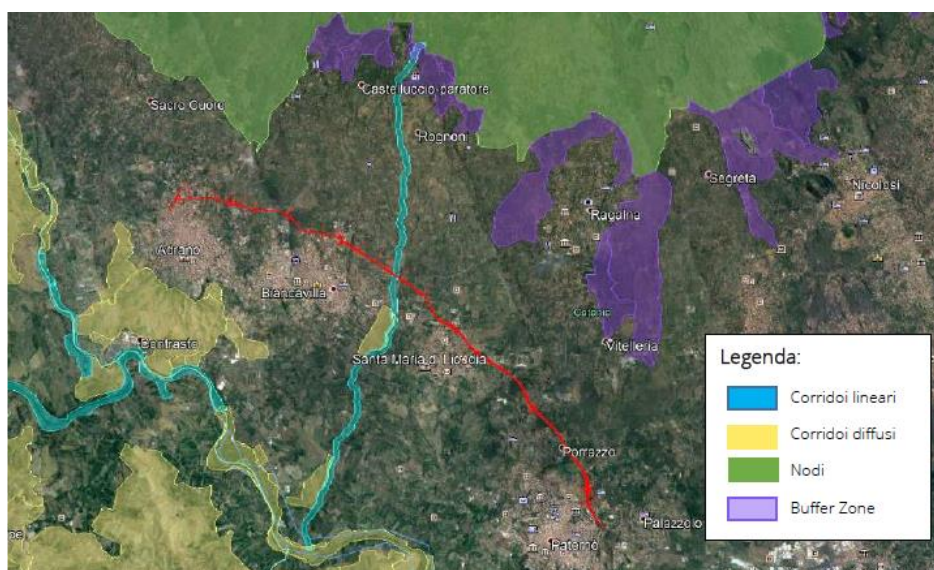 Castelluccio-paratore
Sacro Cuore
Rognoni
Segreta
Nicolosi
Ragalna
Adrano
Biancavilla
Catania
Contrasto
Santa Maria di Licodia
Vitelleria
Legenda:
Corridoi lineari
Corridoi diffusi
Nodi
Buffer Zone
Porrazzo
Palazzolo
Paternò